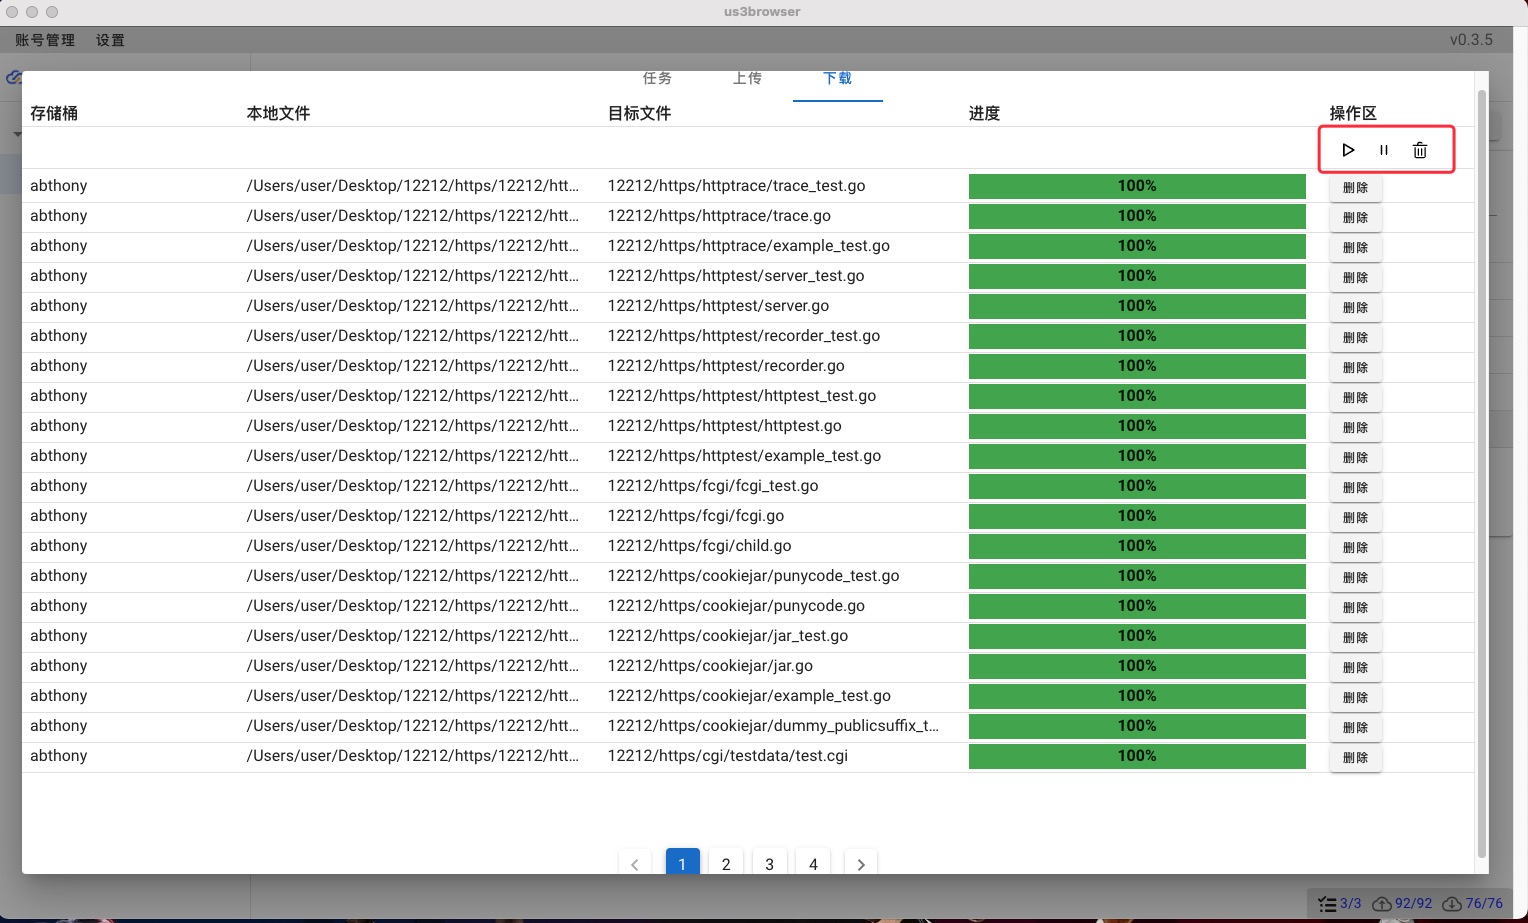 us3browser
账号管理 设置 v0.3.5
任务 上传 下载
存储桶 本地文件 目标文件 进度 操作区
abthony /Users/user/Desktop/12212/https/12212/htt... 12212/https/httptrace/trace_test.go 100% 删除
abthony /Users/user/Desktop/12212/https/12212/htt... 12212/https/httptrace/trace.go 100% 删除
abthony /Users/user/Desktop/12212/https/12212/htt... 12212/https/httptrace/example_test.go 100% 删除
abthony /Users/user/Desktop/12212/https/12212/htt... 12212/https/httptest/server_test.go 100% 删除
abthony /Users/user/Desktop/12212/https/12212/htt... 12212/https/httptest/server.go 100% 删除
abthony /Users/user/Desktop/12212/https/12212/htt... 12212/https/httptest/recorder_test.go 100% 删除
abthony /Users/user/Desktop/12212/https/12212/htt... 12212/https/httptest/recorder.go 100% 删除
abthony /Users/user/Desktop/12212/https/12212/htt... 12212/https/httptest/httptest_test.go 100% 删除
abthony /Users/user/Desktop/12212/https/12212/htt... 12212/https/httptest/httptest.go 100% 删除
abthony /Users/user/Desktop/12212/https/12212/htt... 12212/https/httptest/example_test.go 100% 删除
abthony /Users/user/Desktop/12212/https/12212/htt... 12212/https/fcgi/fcgi_test.go 100% 删除
abthony /Users/user/Desktop/12212/https/12212/htt... 12212/https/fcgi/fcgi.go 100% 删除
abthony /Users/user/Desktop/12212/https/12212/htt... 12212/https/fcgi/child.go 100% 删除
abthony /Users/user/Desktop/12212/https/12212/htt... 12212/https/cookiejar/punycode_test.go 100% 删除
abthony /Users/user/Desktop/12212/https/12212/htt... 12212/https/cookiejar/punycode.go 100% 删除
abthony /Users/user/Desktop/12212/https/12212/htt... 12212/https/cookiejar/jar_test.go 100% 删除
abthony /Users/user/Desktop/12212/https/12212/htt... 12212/https/cookiejar/jar.go 100% 删除
abthony /Users/user/Desktop/12212/https/12212/htt... 12212/https/cookiejar/example_test.go 100% 删除
abthony /Users/user/Desktop/12212/https/12212/htt... 12212/https/cookiejar/dummy_publicsuffix_t... 100% 删除
abthony /Users/user/Desktop/12212/https/12212/htt... 12212/https/cgi/testdata/test.cgi 100% 删除
1 2 3 4
3/3 92/92 76/76